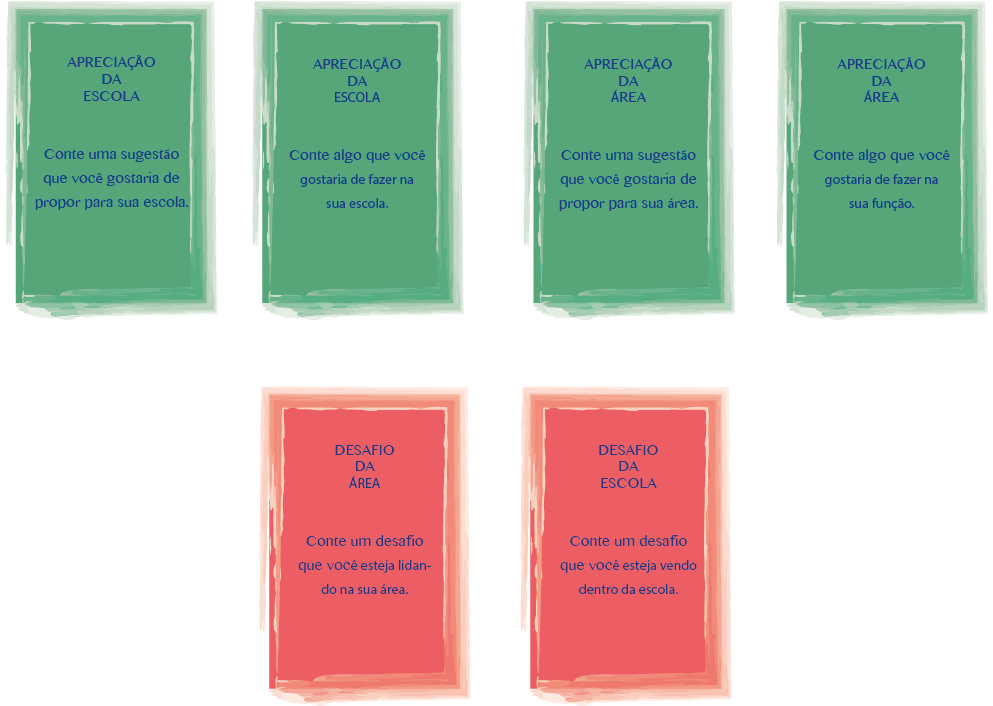 APRECIAÇÃO
DA
ESCOLA
Conte uma sugestão
que você gostaria de
propor para sua escola.
APRECIAÇÃO
DA
ESCOLA
Conte algo que você
gostaria de fazer na
sua escola.
APRECIAÇÃO
DA
ÁREA
Conte uma sugestão
que você gostaria de
propor para sua área.
APRECIAÇÃO
DA
ÁREA
Conte algo que você
gostaria de fazer na
sua função.
DESAFIO
DA
ÁREA
Conte um desafio
que você esteja lidan-
do na sua área.
DESAFIO
DA
ESCOLA
Conte um desafio
que você esteja vendo
dentro da escola.